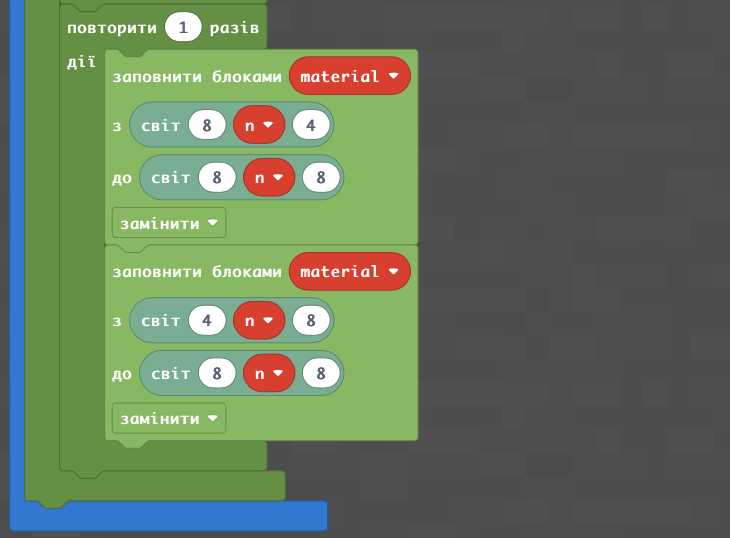 повторити 1 разів
дії
заповнити блоками material
з світ 8 n 4
до світ 8 n 8
замінити
заповнити блоками material
з світ 4 n 8
до світ 8 n 8
замінити